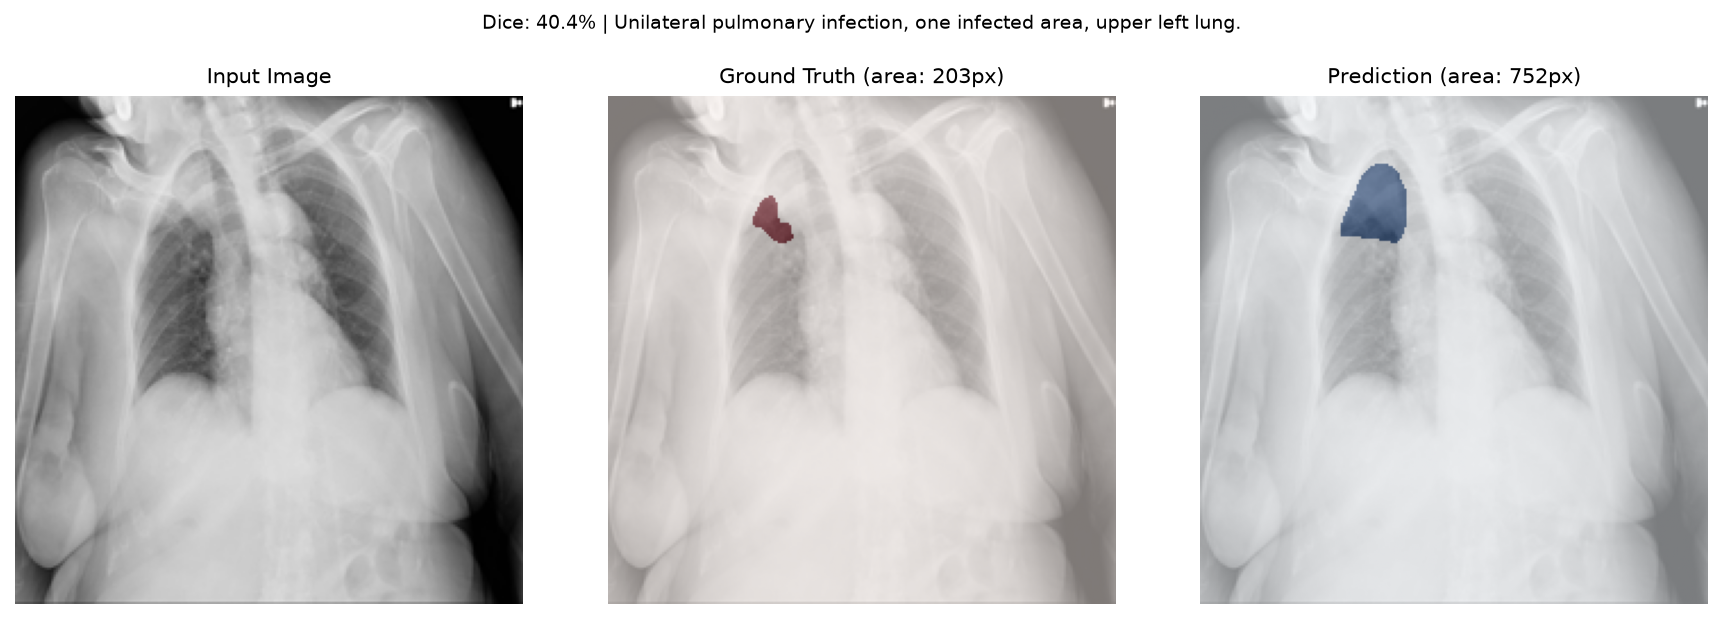 Dice: 40.4% | Unilateral pulmonary infection, one infected area, upper left lung.
Input Image
Ground Truth (area: 203px)
Prediction (area: 752px)